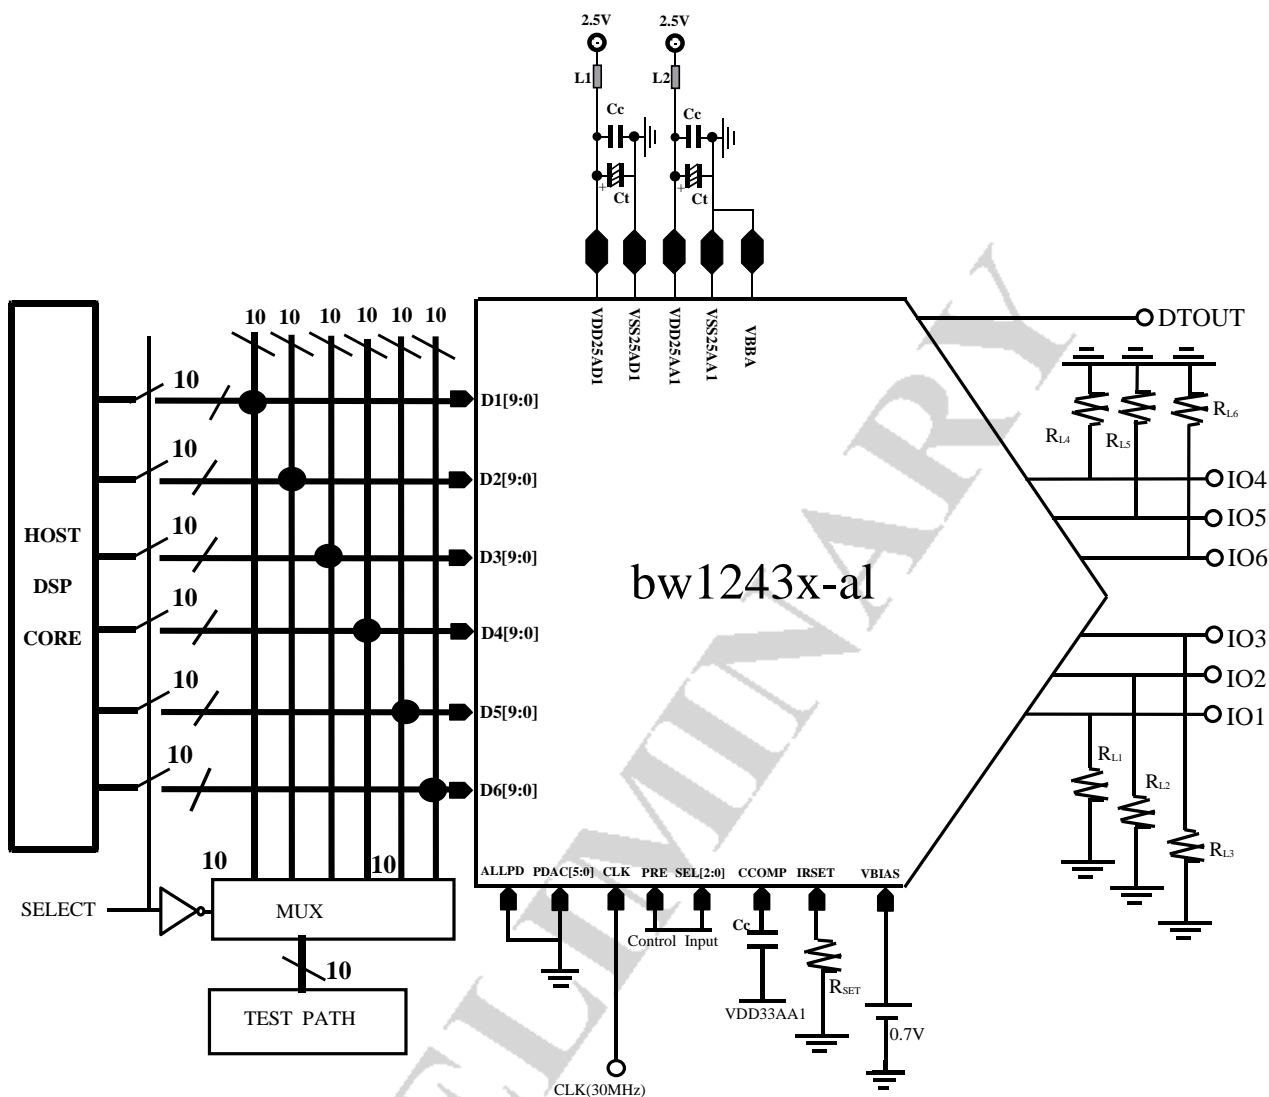 2.5V 2.5V
L1 L2
Cc Cc
+ +
Ct Ct
VDD25AD1 VSS25AD1 VDD25AA1 VSS25AA1 VBBA
DTOUT
10 10 10 10 10 10
HOST
DSP
CORE
10 D1[9:0]
10 D2[9:0]
10 D3[9:0]
10 D4[9:0]
10 D5[9:0]
10 D6[9:0]
bw1243x-al
RL4 RL5 RL6
IO4
IO5
IO6
IO3
IO2
IO1
RL1
RL2
RL3
10 10
SELECT
MUX
10
TEST PATH
ALLPD PDAC[5:0] CLK PRE SEL[2:0] CCOMP IRSET VBIAS
Control Input
Cc
VDD33AA1
RSET
0.7V
CLK(30MHz)
ELIMINARY